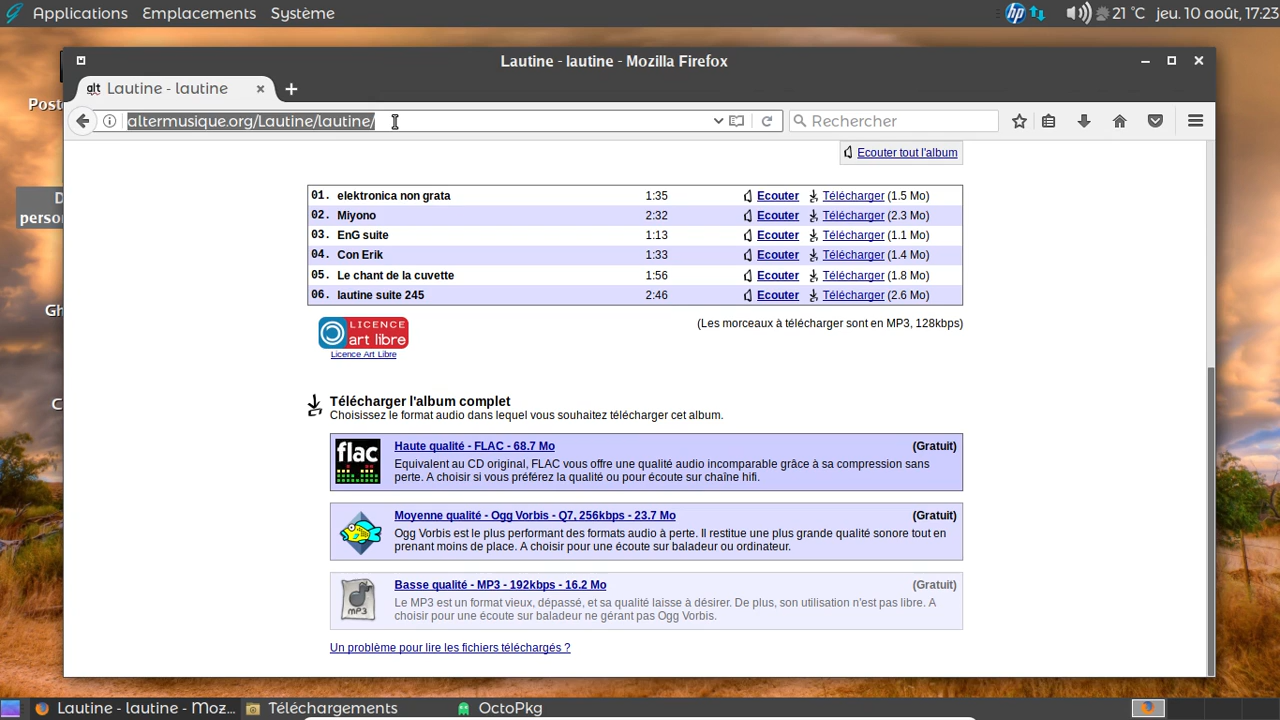 Applications Emplacements Système
21 °C jeu. 10 août, 17:23
Lautine - lautine - Mozilla Firefox
Lautine - lautine
altermusique.org/Lautine/lautine/
Rechercher
Ecouter tout l'album
01. elektronica non grata 1:35 Ecouter Télécharger (1.5 Mo)
02. Miyono 2:32 Ecouter Télécharger (2.3 Mo)
03. EnG suite 1:13 Ecouter Télécharger (1.1 Mo)
04. Con Erik 1:33 Ecouter Télécharger (1.4 Mo)
05. Le chant de la cuvette 1:56 Ecouter Télécharger (1.8 Mo)
06. lautine suite 245 2:46 Ecouter Télécharger (2.6 Mo)
LICENCE
art libre
Licence Art Libre
(Les morceaux à télécharger sont en MP3, 128kbps)
Télécharger l'album complet
Choisissez le format audio dans lequel vous souhaitez télécharger cet album.
flac
Haute qualité - FLAC - 68.7 Mo (Gratuit)
Equivalent au CD original, FLAC vous offre une qualité audio incomparable grâce à sa compression sans
perte. A choisir si vous préférez la qualité ou pour écoute sur chaîne hifi.
Moyenne qualité - Ogg Vorbis - Q7, 256kbps - 23.7 Mo (Gratuit)
Ogg Vorbis est le plus performant des formats audio à perte. Il restitue une plus grande qualité sonore tout en
prenant moins de place. A choisir pour une écoute sur baladeur ou ordinateur.
MP3
Basse qualité - MP3 - 192kbps - 16.2 Mo (Gratuit)
Le MP3 est un format vieux, dépassé, et sa qualité laisse à désirer. De plus, son utilisation n'est pas libre. A
choisir pour une écoute sur baladeur ne gérant pas Ogg Vorbis.
Un problème pour lire les fichiers téléchargés ?
Poste
D
person
Gh
C
Lautine - lautine - Moz... Téléchargements OctoPkg